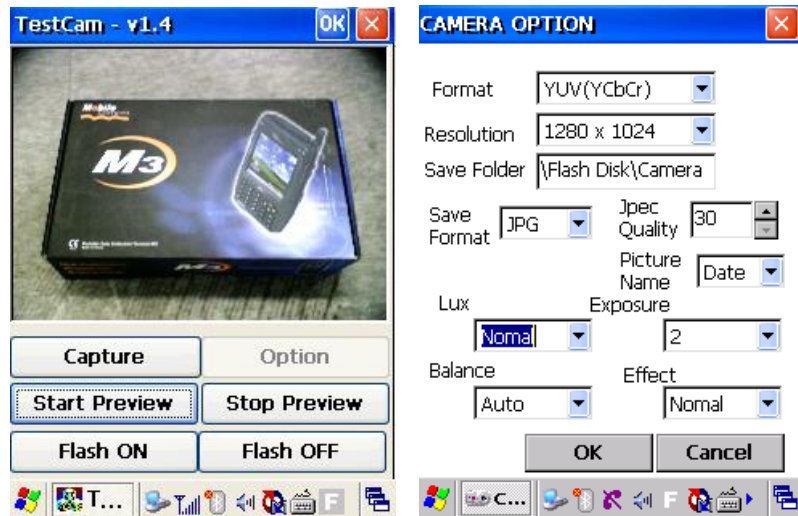 TestCam - v1.4
OK
Mobile
M3
M3
Capture
Option
Start Preview
Stop Preview
Flash ON
Flash OFF
T...
F
CAMERA OPTION
Format
YUV(YCbCr)
Resolution
1280 x 1024
Save Folder
\Flash Disk\Camera
Save
Format
JPG
Jpec
Quality
30
Picture
Name
Date
Lux
Exposure
Nomal
2
Balance
Effect
Auto
Nomal
OK
Cancel
C...
F